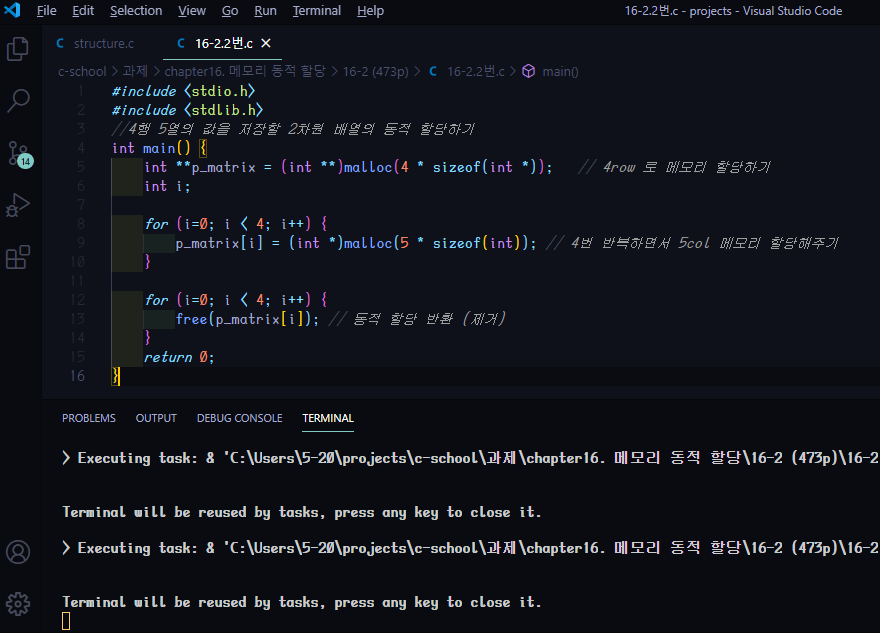 File Edit Selection View Go Run Terminal Help 16-2.2번.c - projects - Visual Studio Code
C structure.c C 16-2.2번.c ×
c-school > 과제 > chapter16. 메모리 동적 할당 > 16-2 (473p) > C 16-2.2번.c > main()
1 #include <stdio.h>
2 #include <stdlib.h>
3 //4행 5열의 값을 저장할 2차원 배열의 동적 할당하기
4 int main() {
5 int **p_matrix = (int **)malloc(4 * sizeof(int *)); // 4row 로 메모리 할당하기
6 int i;
7
8 for (i=0; i < 4; i++) {
9 p_matrix[i] = (int *)malloc(5 * sizeof(int)); // 4번 반복하면서 5col 메모리 할당해주기
10 }
11
12 for (i=0; i < 4; i++) {
13 free(p_matrix[i]); // 동적 할당 반환 (제거)
14 }
15 return 0;
16 }
14
PROBLEMS OUTPUT DEBUG CONSOLE TERMINAL
> Executing task: & 'C:\Users\5-20\projects\c-school\과제\chapter16. 메모리 동적 할당\16-2 (473p)\16-2
Terminal will be reused by tasks, press any key to close it.
> Executing task: & 'C:\Users\5-20\projects\c-school\과제\chapter16. 메모리 동적 할당\16-2 (473p)\16-2
Terminal will be reused by tasks, press any key to close it.